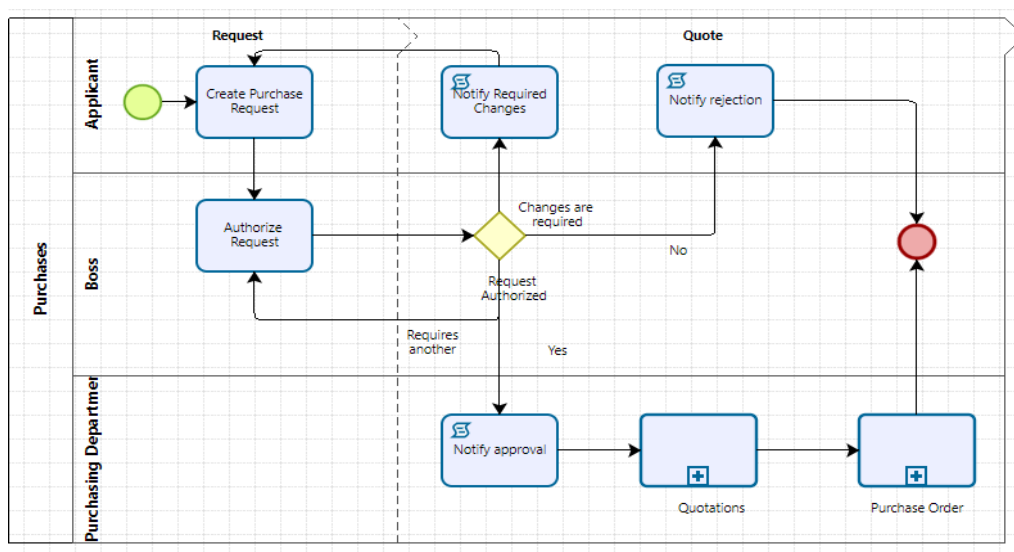 Request
Quote
Purchases
Applicant
Create Purchase
Request
Notify Required
Changes
Notify rejection
Boss
Authorize
Request
Changes are
required
No
Request
Authorized
Requires
another
Yes
Purchasing Departmer
Notify approval
Quotations
Purchase Order